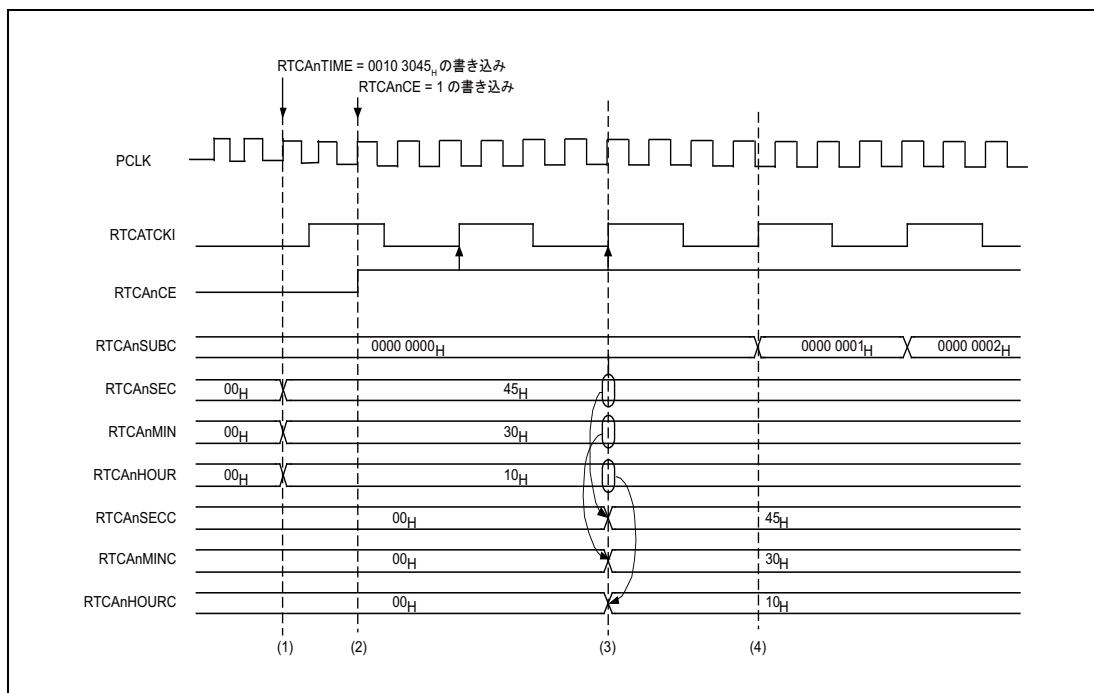 RTCAnTIME = 0010 3045H の書き込み
RTCAnCE = 1 の書き込み
PCLK
RTCATCKI
RTCAnCE
RTCAnSUBC 0000 0000H 0000 0001H 0000 0002H
RTCAnSEC 00H 45H
RTCAnMIN 00H 30H
RTCAnHOUR 00H 10H
RTCAnSECC 00H 45H
RTCAnMINC 00H 30H
RTCAnHOURC 00H 10H
(1) (2) (3) (4)